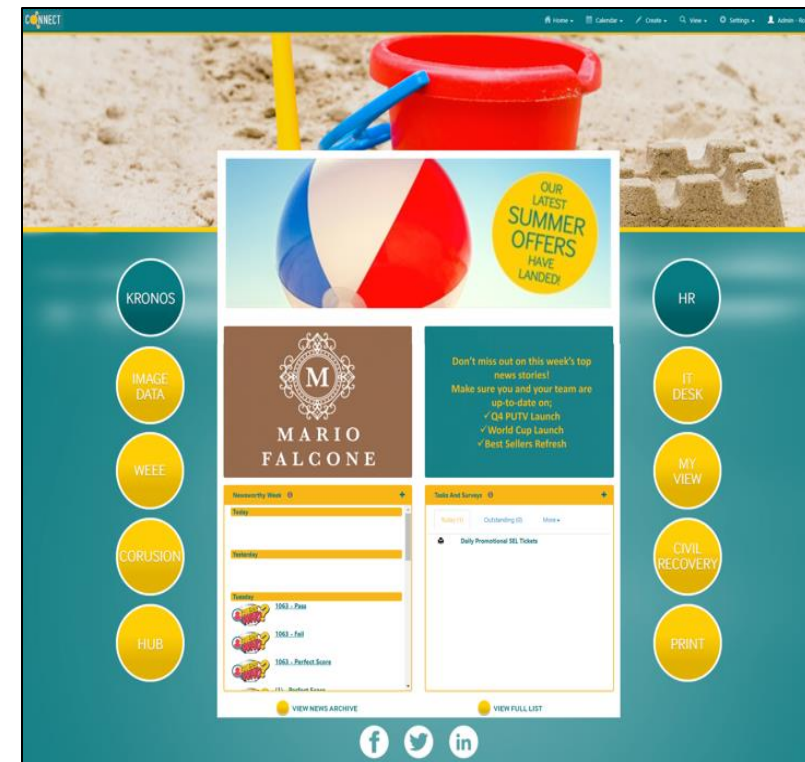 CONNECT
Home
Calendar
Create
View
Settings
OUR
LATEST
SUMMER
OFFERS
HAVE
LANDED!
KRONOS
HR
IMAGE
DATA
IT
DESK
M
MARIO
FALCONE
Don't miss out on this week's top
news stories!
Make sure you and your team are
up-to-date on;
✓Q4 PUTV Launch
✓World Cup Launch
✓Best Sellers Refresh
WEEE
MY
VIEW
Newsworthy Week
Tasks And Surveys
Today
Outstanding (0)
More
Daily Promotional SEL Tickets
Yesterday
CORUSION
CIVIL
RECOVERY
Tuesday
1063 - Pass
1063 - Fail
1063 - Perfect Score
HUB
PRINT
VIEW NEWS ARCHIVE
VIEW FULL LIST
f
in